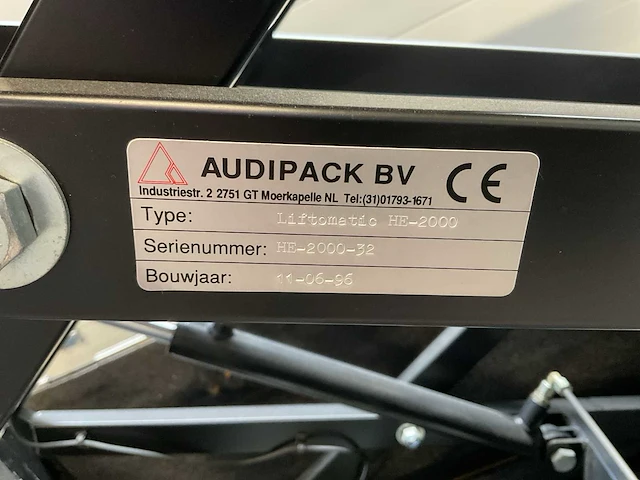 AUDIPACK BV CE
Industriestr. 2 2751 GT Moerkapelle NL Tel:(31)01793-1671
Type: Liftomatic HE-2000
Serienummer: HE-2000-32
Bouwjaar: 11-06-96